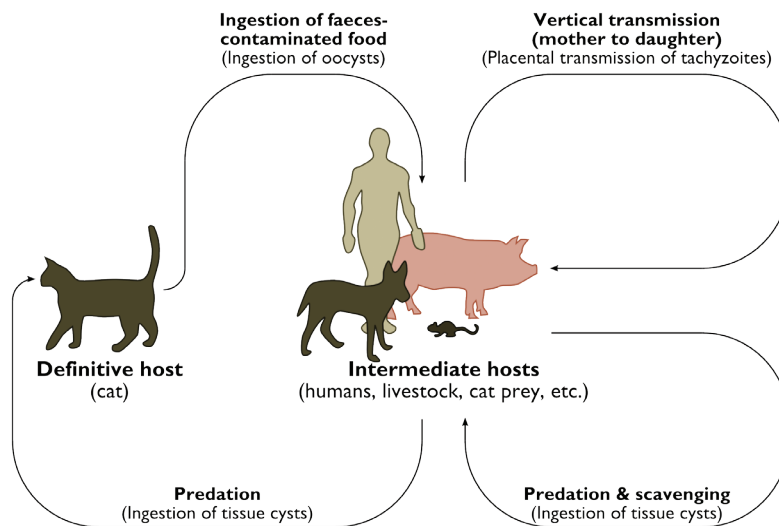 Ingestion of faeces-
contaminated food
(Ingestion of oocysts)
Vertical transmission
(mother to daughter)
(Placental transmission of tachyzoites)
Definitive host
(cat)
Intermediate hosts
(humans, livestock, cat prey, etc.)
Predation
(Ingestion of tissue cysts)
Predation & scavenging
(Ingestion of tissue cysts)